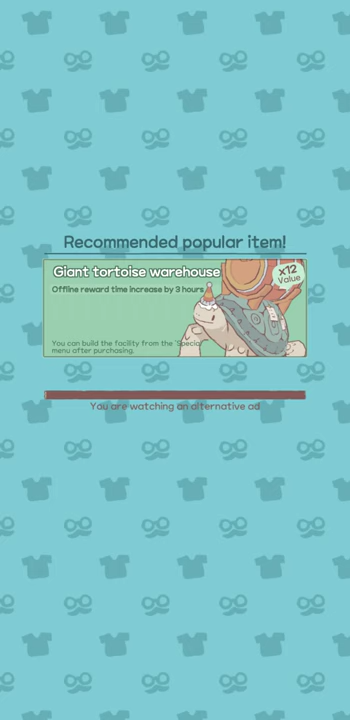 Recommended popular item!
Giant tortoise warehouse
x12
Value
Offline reward time increase by 3 hours
You can build the facility from the "Special"
menu after purchasing.
You are watching an alternative ad